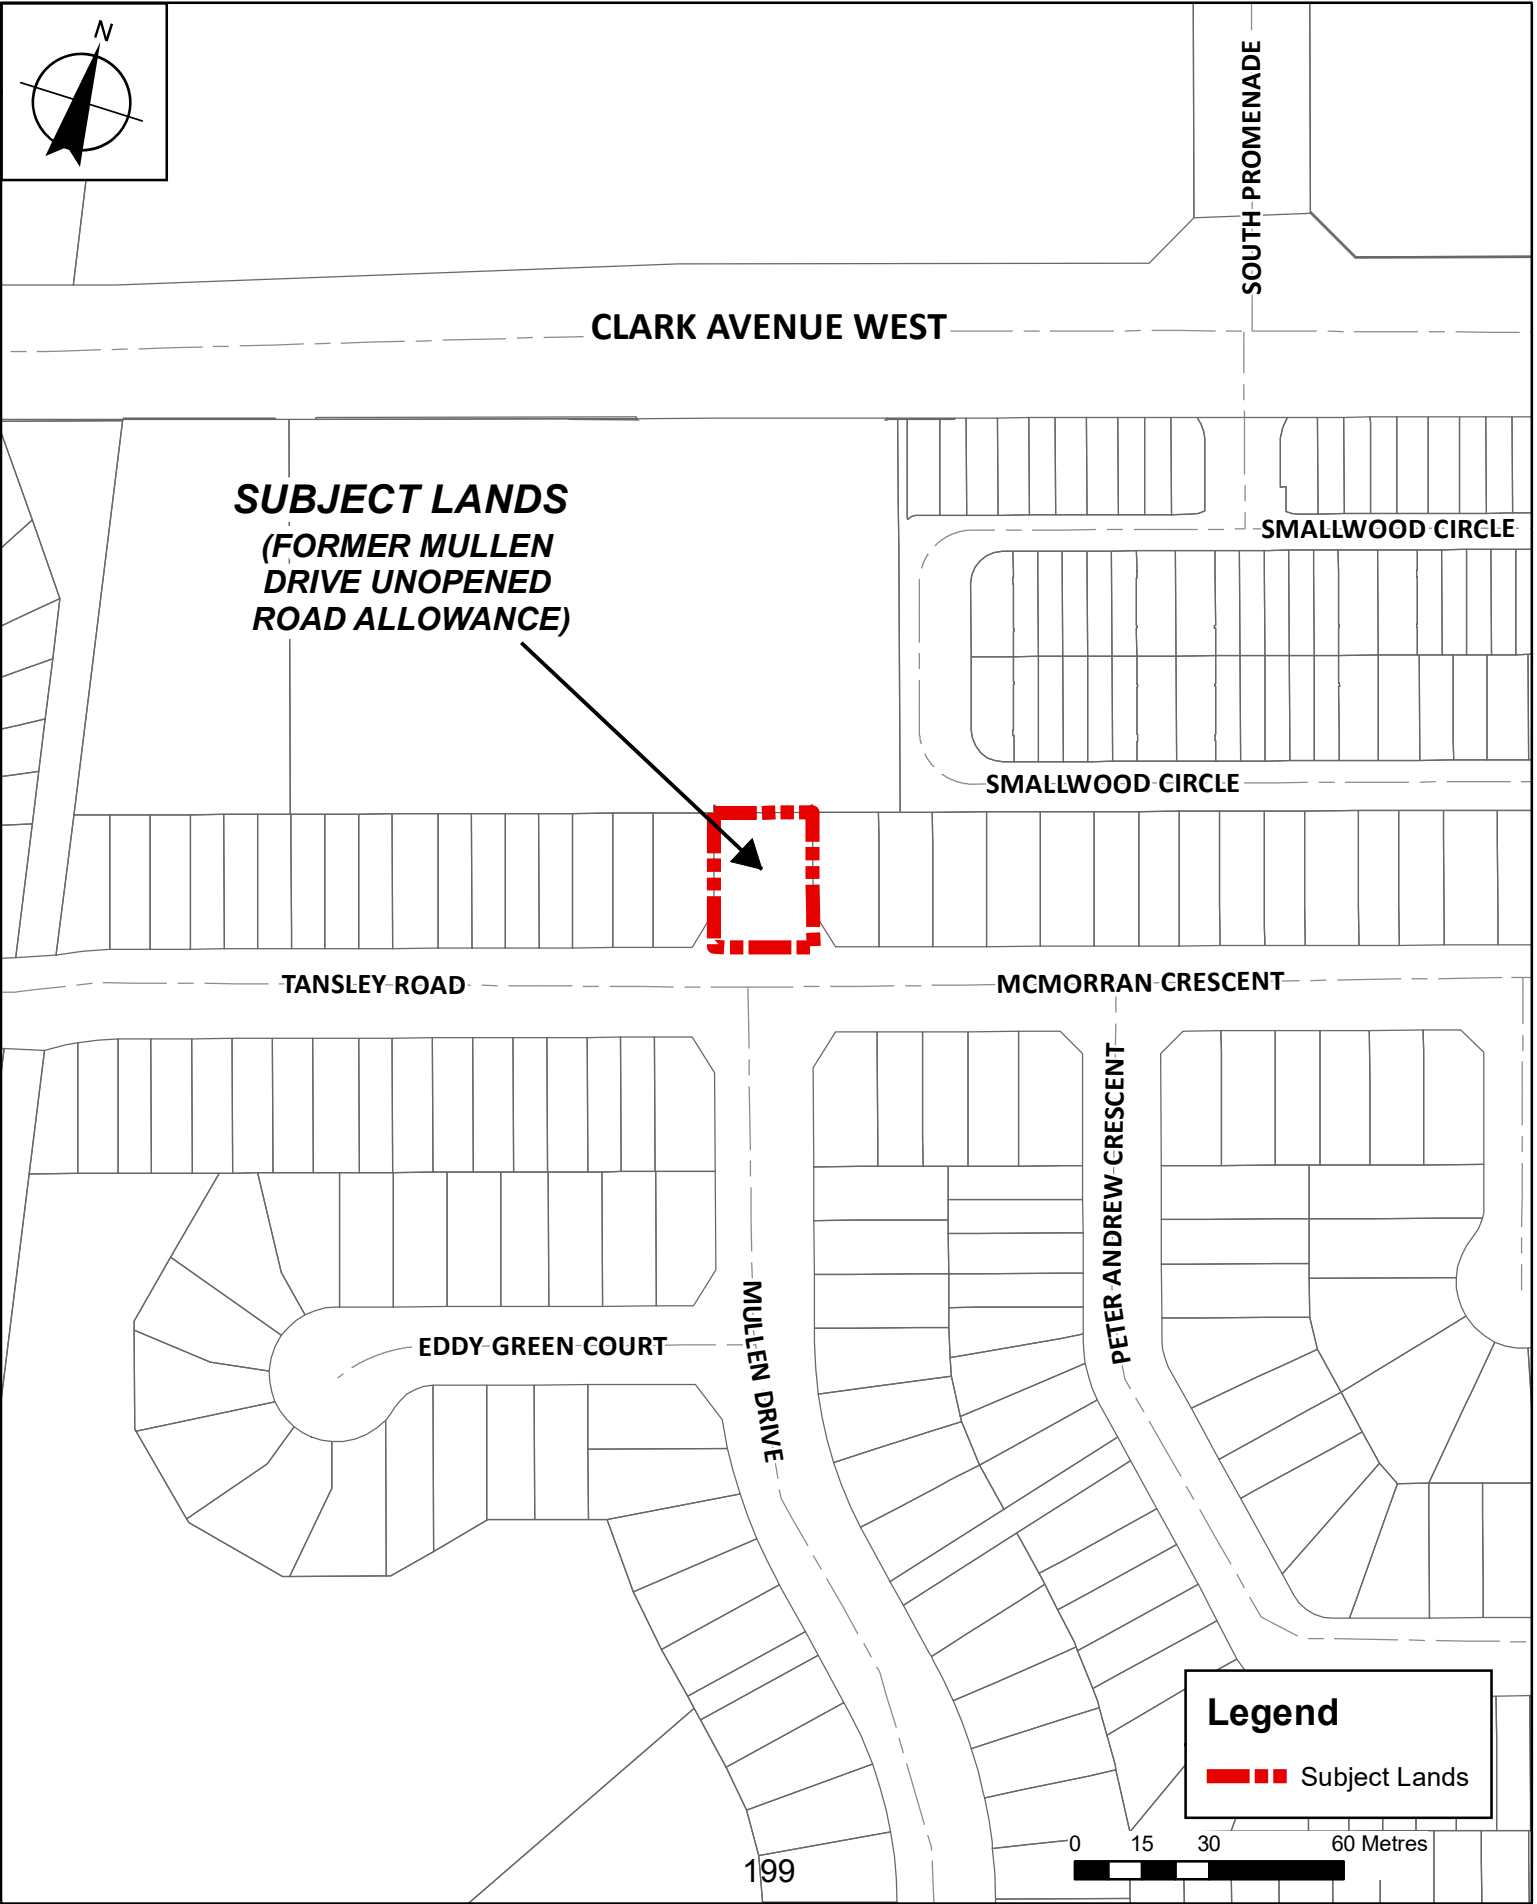 N
SOUTH PROMENADE
CLARK AVENUE WEST
SUBJECT LANDS
(FORMER MULLEN
DRIVE UNOPENED
ROAD ALLOWANCE)
SMALLWOOD CIRCLE
SMALLWOOD CIRCLE
TANSLEY ROAD
MCMORRAN CRESCENT
PETER ANDREW CRESCENT
EDDY GREEN COURT
MULLEN DRIVE
Legend
Subject Lands
0 15 30 60 Metres
199